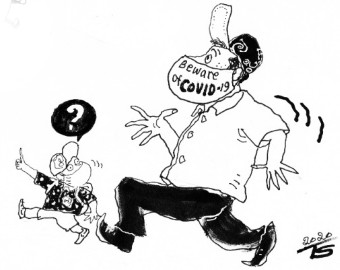 ?
Beware
Of COVID-19
2020
TS